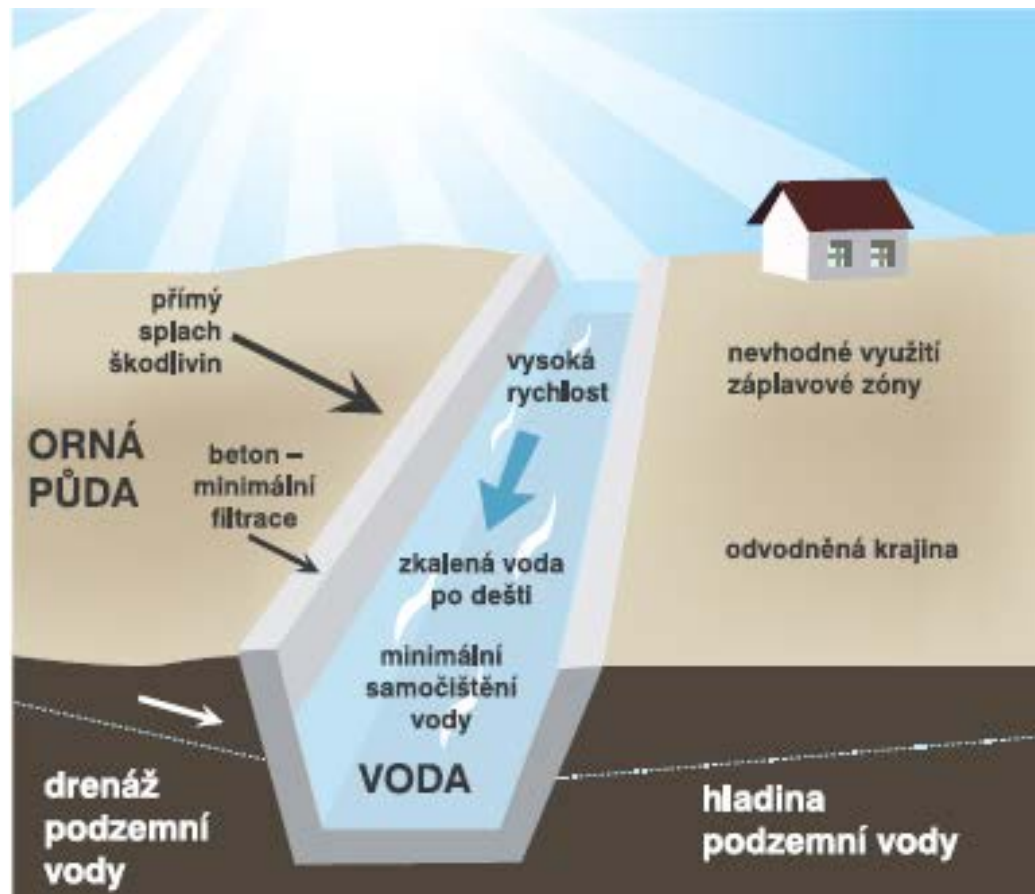 přímý
splach
škodlivin
vysoká
rychlost
nevhodné využití
záplavové zóny
ORNÁ
PŮDA
beton –
minimální
filtrace
odvodněná krajina
zkalená voda
po dešti
minimální
samočištění
vody
VODA
drenáž
podzemní
vody
hladina
podzemní vody